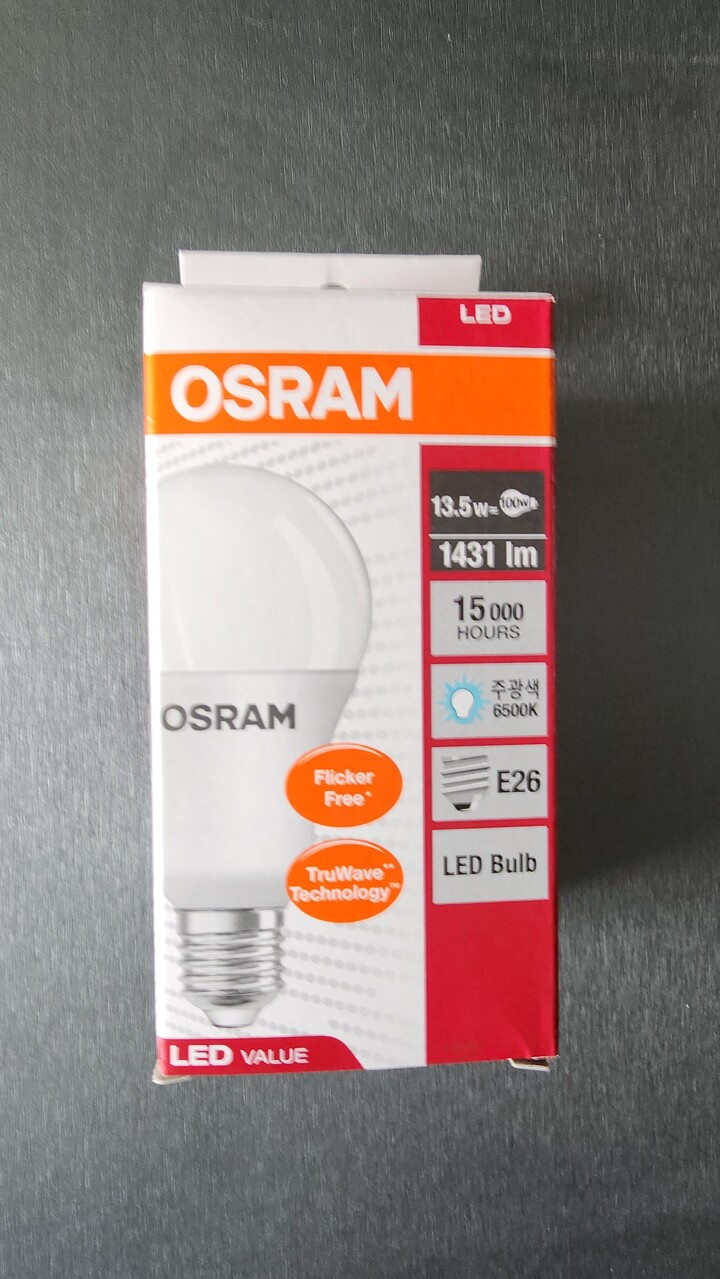 LED
OSRAM
13.5W≈100W
1431 lm
15 000
HOURS
주광색
6500K
E26
LED Bulb
OSRAM
Flicker
Free*
TruWave**
Technology™
LED VALUE